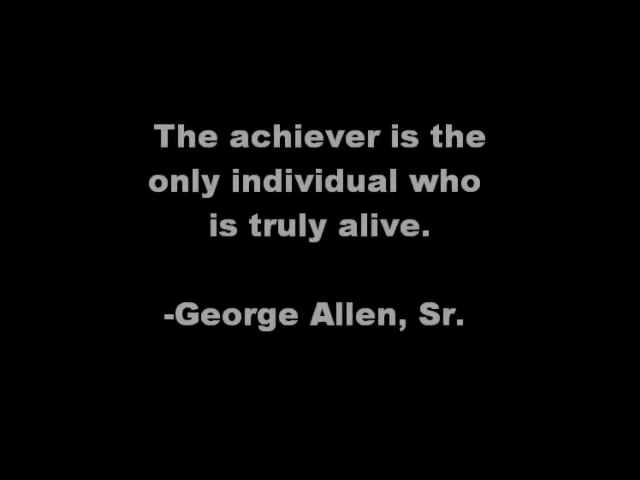 The achiever is the
only individual who
is truly alive.
-George Allen, Sr.